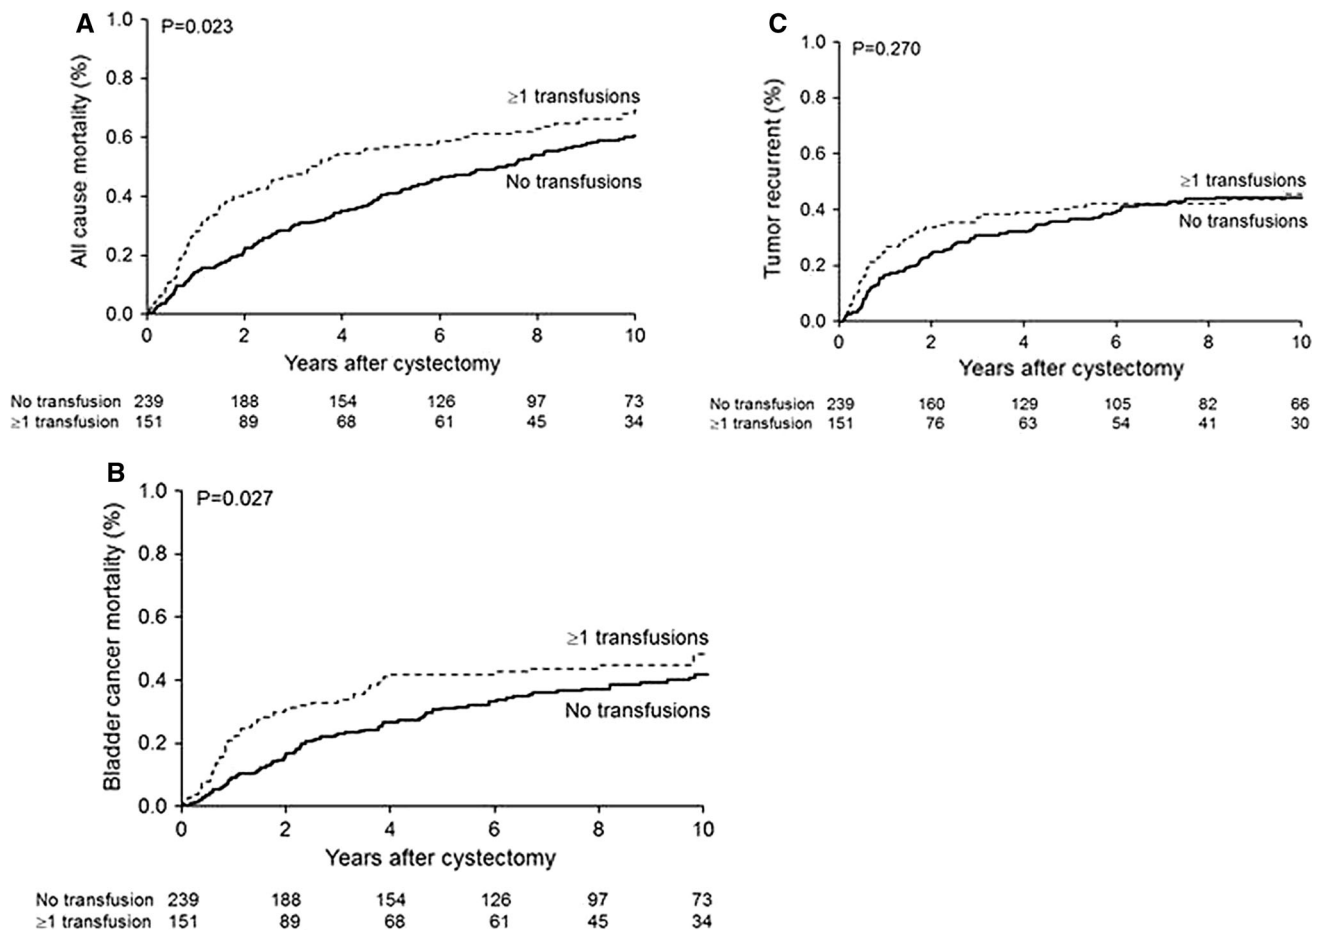 A
P=0.023
All cause mortality (%)
1.0
0.8
0.6
0.4
0.2
0.0
≥1 transfusions
No transfusions
0 2 4 6 8 10
Years after cystectomy
No transfusion 239 188 154 126 97 73
≥1 transfusion 151 89 68 61 45 34
C
P=0.270
Tumor recurrent (%)
1.0
0.8
0.6
0.4
0.2
0.0
≥1 transfusions
No transfusions
0 2 4 6 8 10
Years after cystectomy
No transfusion 239 160 129 105 82 66
≥1 transfusion 151 76 63 54 41 30
B
P=0.027
Bladder cancer mortality (%)
1.0
0.8
0.6
0.4
0.2
0.0
≥1 transfusions
No transfusions
0 2 4 6 8 10
Years after cystectomy
No transfusion 239 188 154 126 97 73
≥1 transfusion 151 89 68 61 45 34